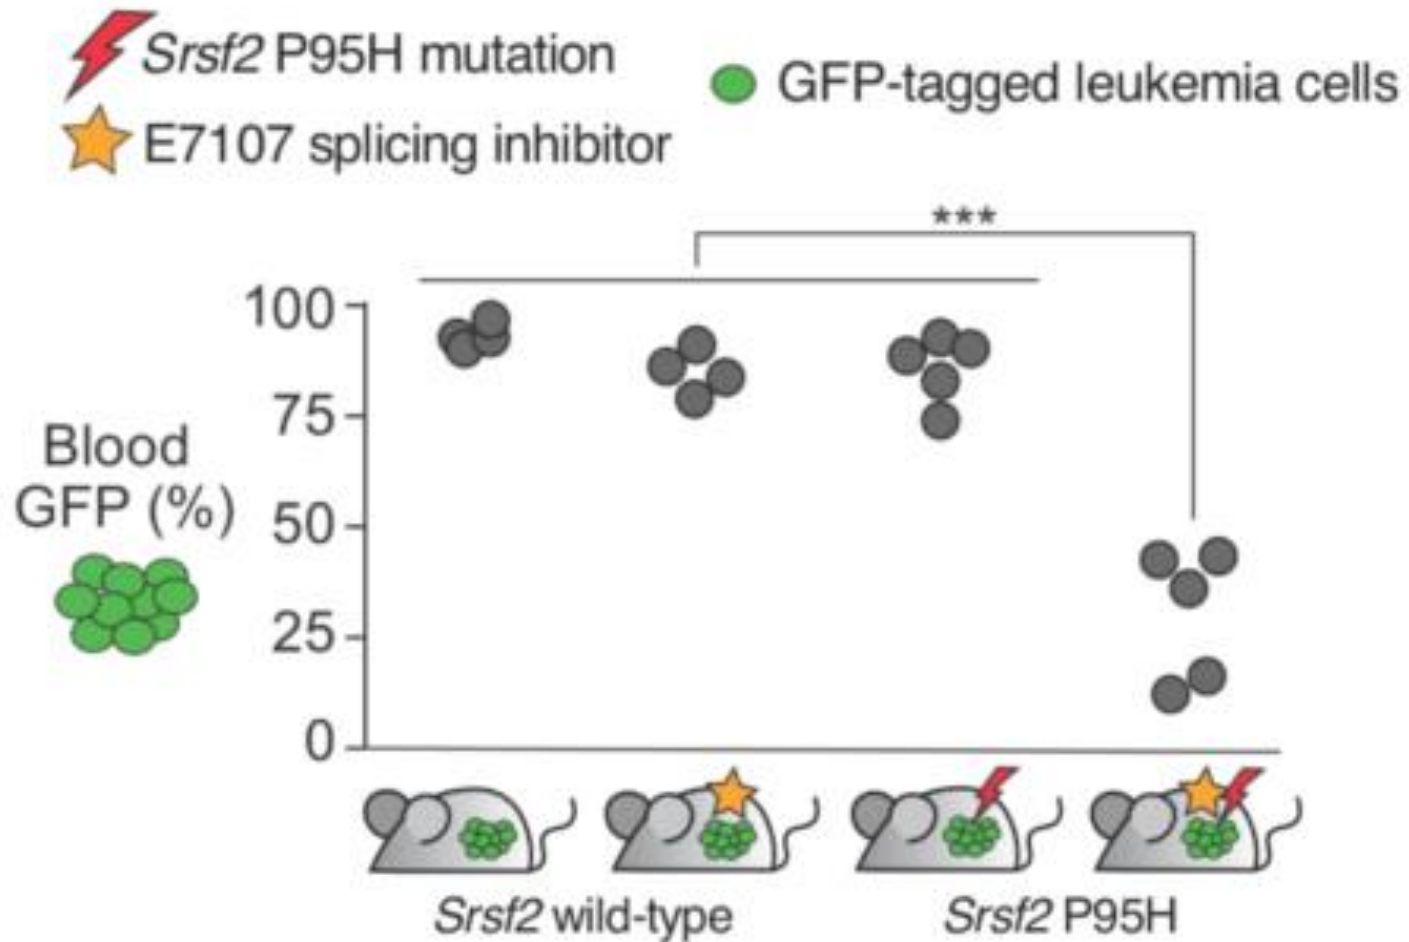 Srsf2 P95H mutation
GFP-tagged leukemia cells
E7107 splicing inhibitor
***
100
75
50
25
0
Blood
GFP (%)
Srsf2 wild-type
Srsf2 P95H